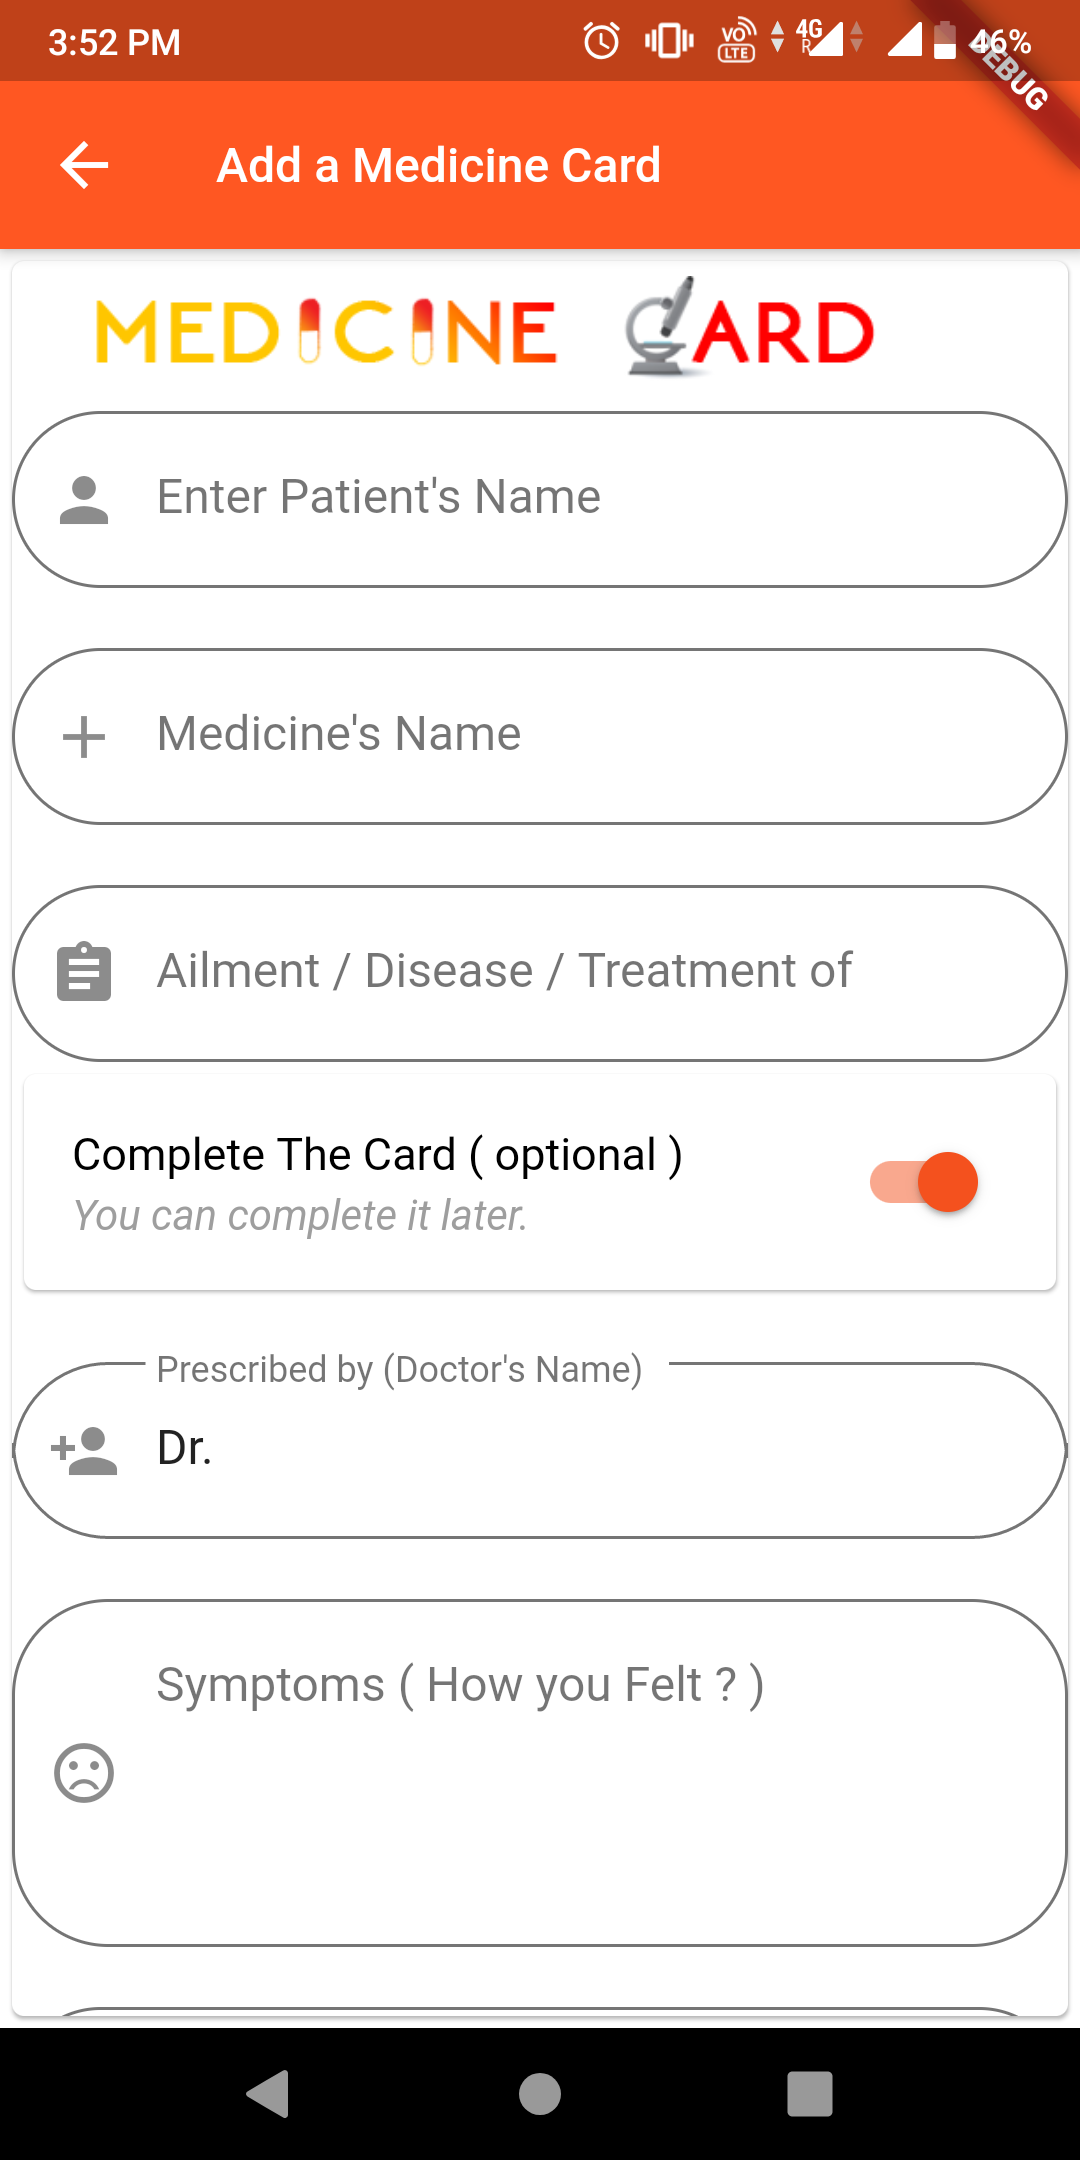 3:52 PM
VO LTE 4G R 46%
DEBUG
Add a Medicine Card
MEDICINE CARD
Enter Patient's Name
Medicine's Name
Ailment / Disease / Treatment of
Complete The Card ( optional )
You can complete it later.
Prescribed by (Doctor's Name)
Dr.
Symptoms ( How you Felt ? )